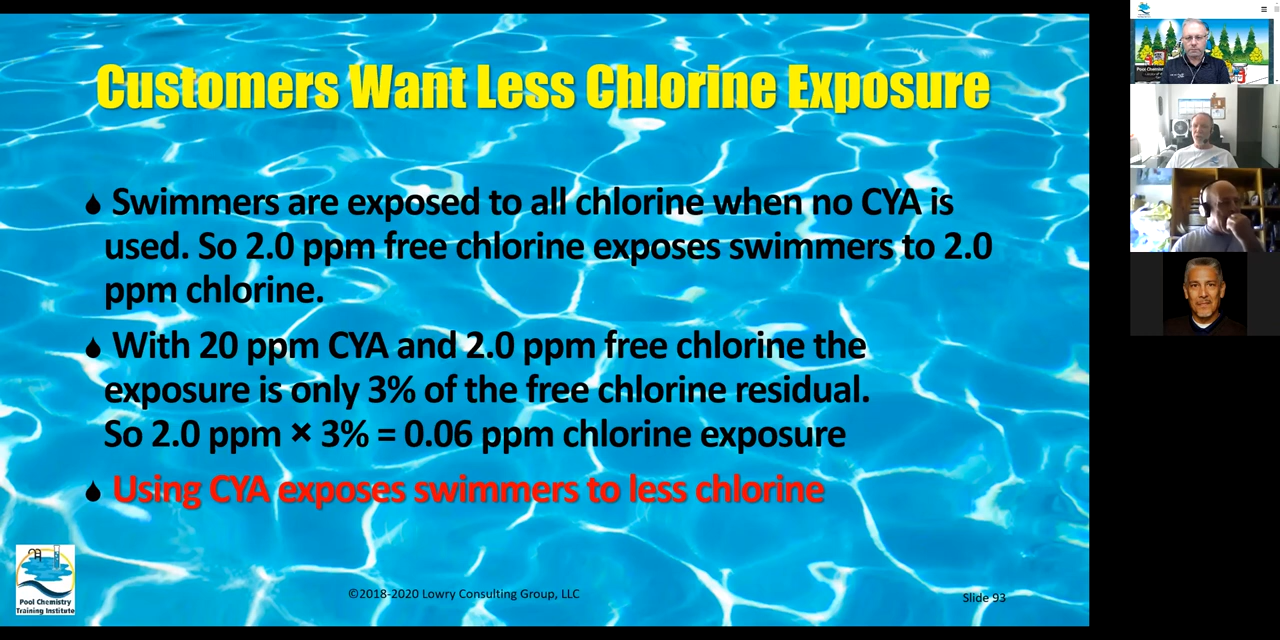 Customers Want Less Chlorine Exposure
Swimmers are exposed to all chlorine when no CYA is
used. So 2.0 ppm free chlorine exposes swimmers to 2.0
ppm chlorine.
With 20 ppm CYA and 2.0 ppm free chlorine the
exposure is only 3% of the free chlorine residual.
So 2.0 ppm × 3% = 0.06 ppm chlorine exposure
Using CYA exposes swimmers to less chlorine
Pool Chemistry
Training Institute
©2018-2020 Lowry Consulting Group, LLC
Slide 93